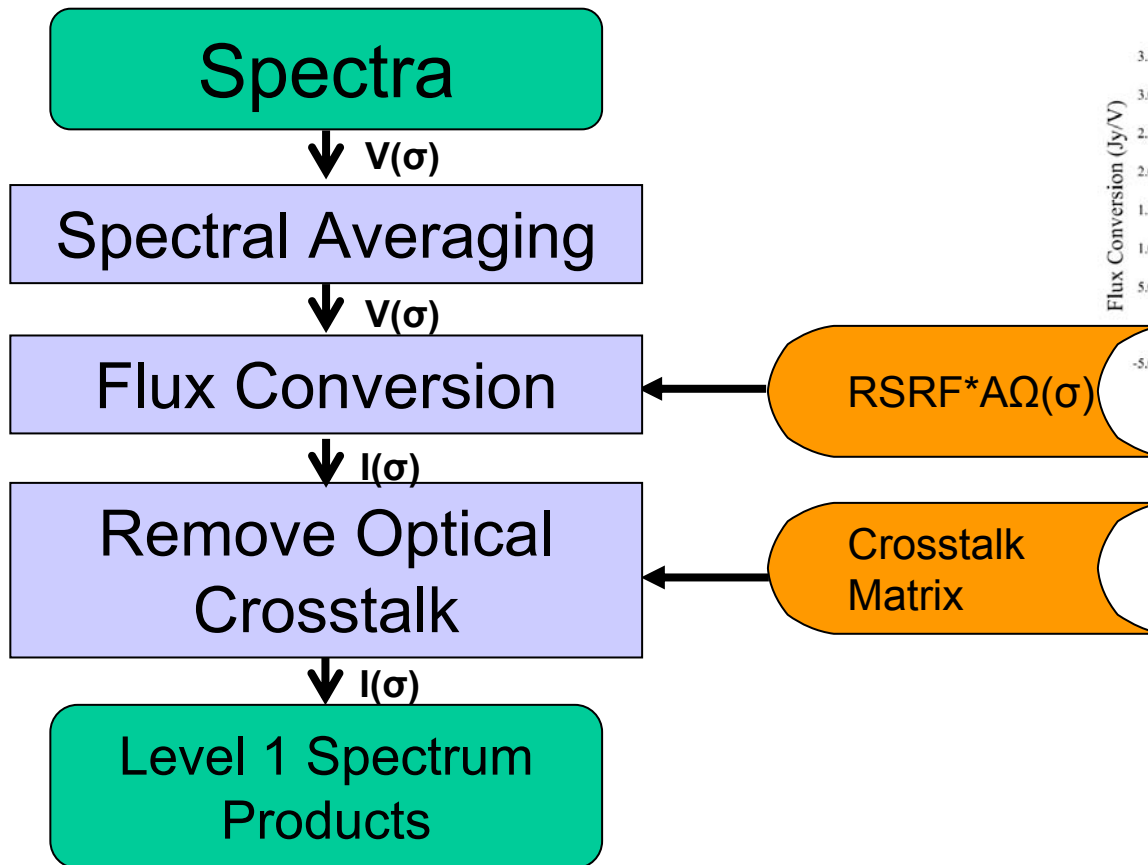 Spectra
V(σ)
Spectral Averaging
V(σ)
Flux Conversion
RSRF*AΩ(σ)
I(σ)
Remove Optical
Crosstalk
Crosstalk
Matrix
I(σ)
Level 1 Spectrum
Products
Flux Conversion (Jy/V)